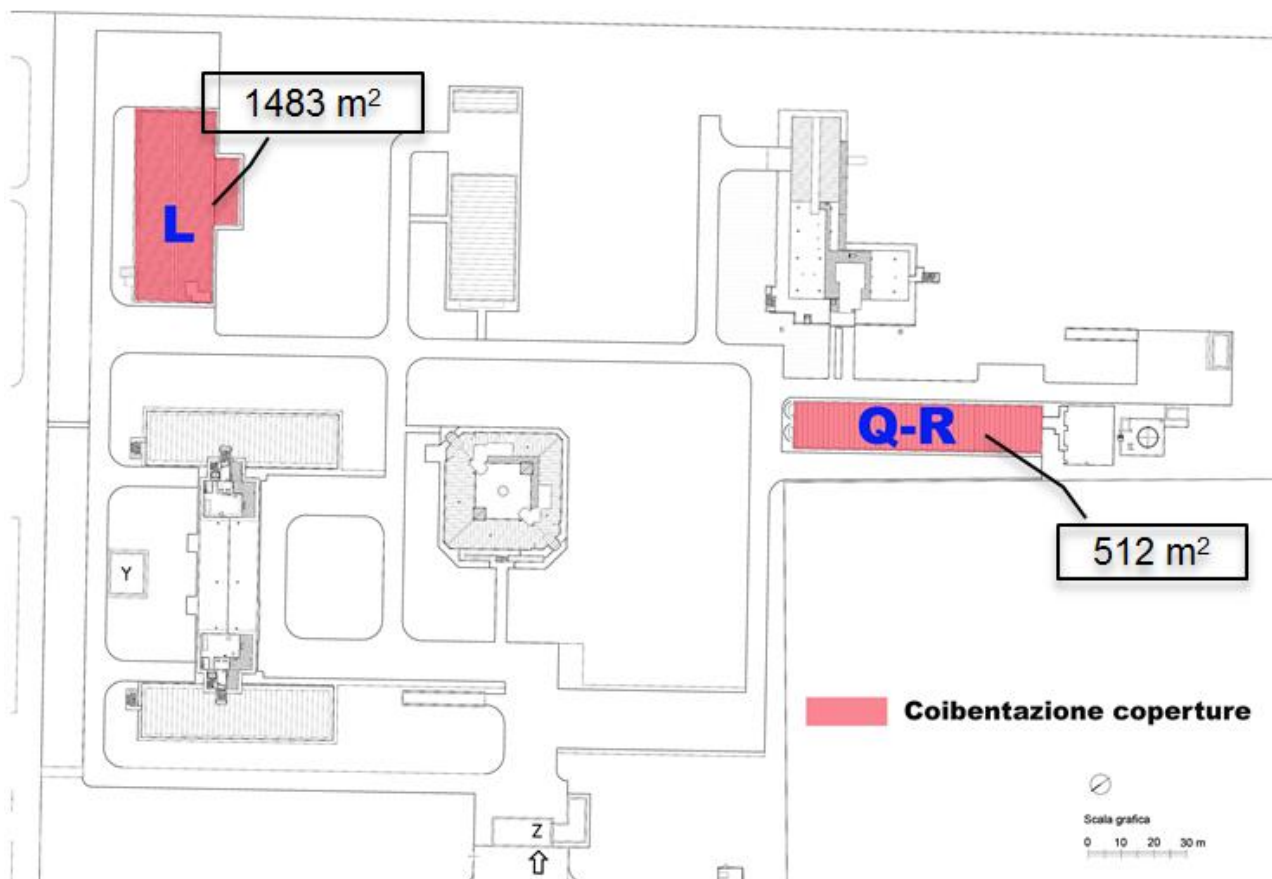 1483 m²
L
Q-R
512 m²
Y
Coibentazione coperture
Z
Scala grafica
0 10 20 30 m